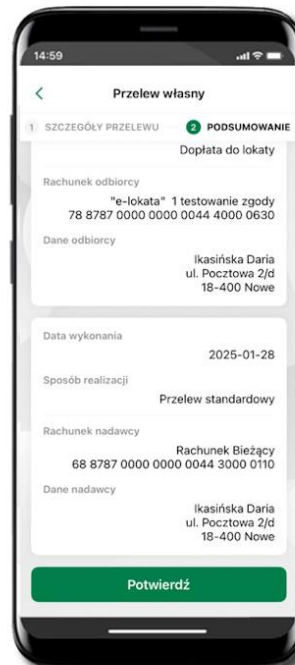 14:59
Przelew własny
1 SZCZEGÓŁY PRZELEWU 2 PODSUMOWANIE
Dopłata do lokaty
Rachunek odbiorcy
"e-lokata" 1 testowanie zgody
78 8787 0000 0000 0044 4000 0630
Dane odbiorcy
Ikasińska Daria
ul. Pocztowa 2/d
18-400 Nowe
Data wykonania
2025-01-28
Sposób realizacji
Przelew standardowy
Rachunek nadawcy
Rachunek Bieżący
68 8787 0000 0000 0044 3000 0110
Dane nadawcy
Ikasińska Daria
ul. Pocztowa 2/d
18-400 Nowe
Potwierdź